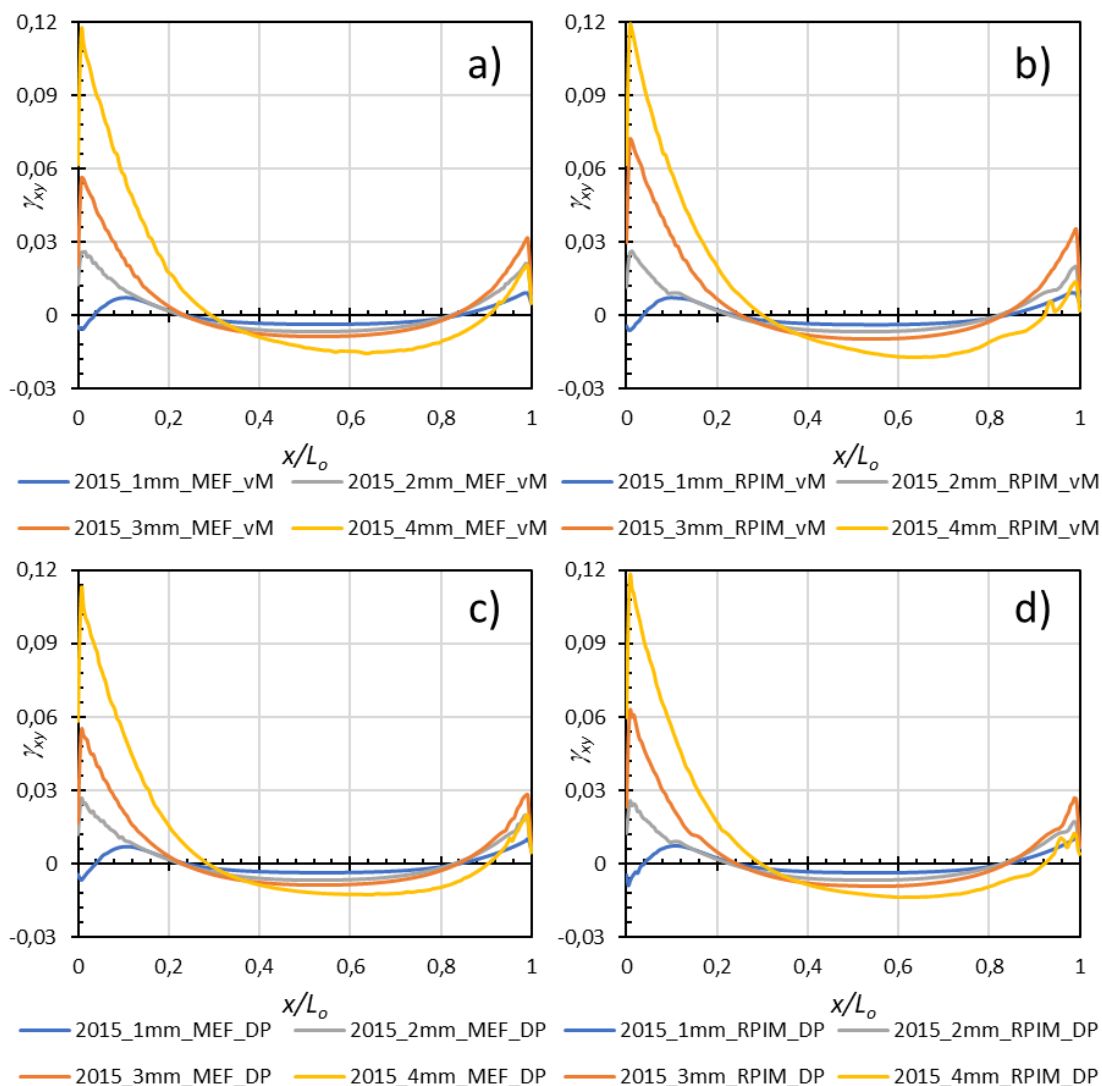 a)
0,12
0,09
0,06
0,03
0
-0,03
γxy
0 0,2 0,4 0,6 0,8 1
x/Lo
2015_1mm_MEF_vM 2015_2mm_MEF_vM
2015_3mm_MEF_vM 2015_4mm_MEF_vM
b)
0,12
0,09
0,06
0,03
0
-0,03
γxy
0 0,2 0,4 0,6 0,8 1
x/Lo
2015_1mm_RPIM_vM 2015_2mm_RPIM_vM
2015_3mm_RPIM_vM 2015_4mm_RPIM_vM
c)
0,12
0,09
0,06
0,03
0
-0,03
γxy
0 0,2 0,4 0,6 0,8 1
x/Lo
2015_1mm_MEF_DP 2015_2mm_MEF_DP
2015_3mm_MEF_DP 2015_4mm_MEF_DP
d)
0,12
0,09
0,06
0,03
0
-0,03
γxy
0 0,2 0,4 0,6 0,8 1
x/Lo
2015_1mm_RPIM_DP 2015_2mm_RPIM_DP
2015_3mm_RPIM_DP 2015_4mm_RPIM_DP